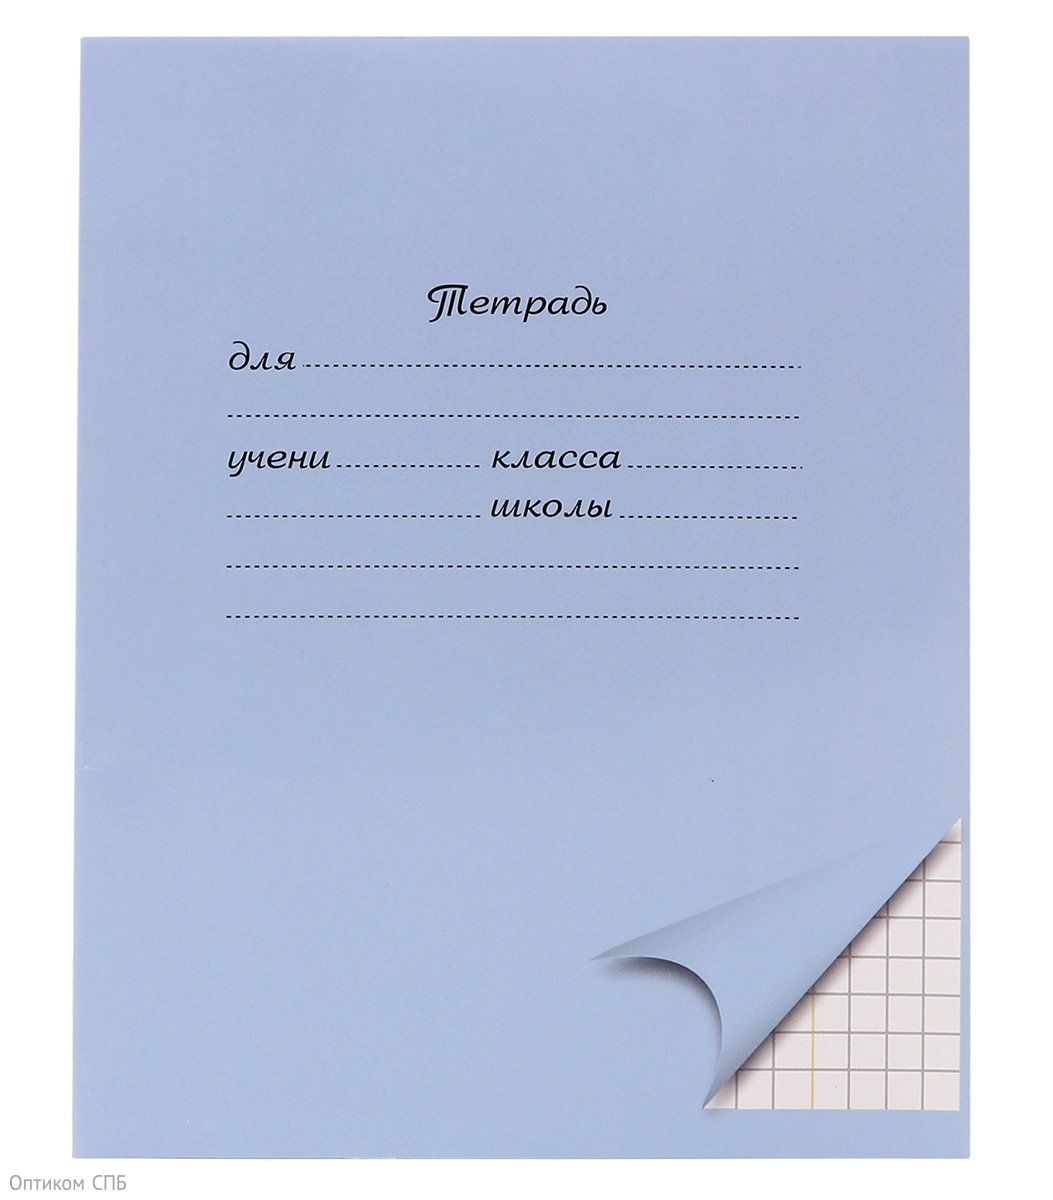 Тетрадь
для
учени класса
школы
Оптиком СПБ